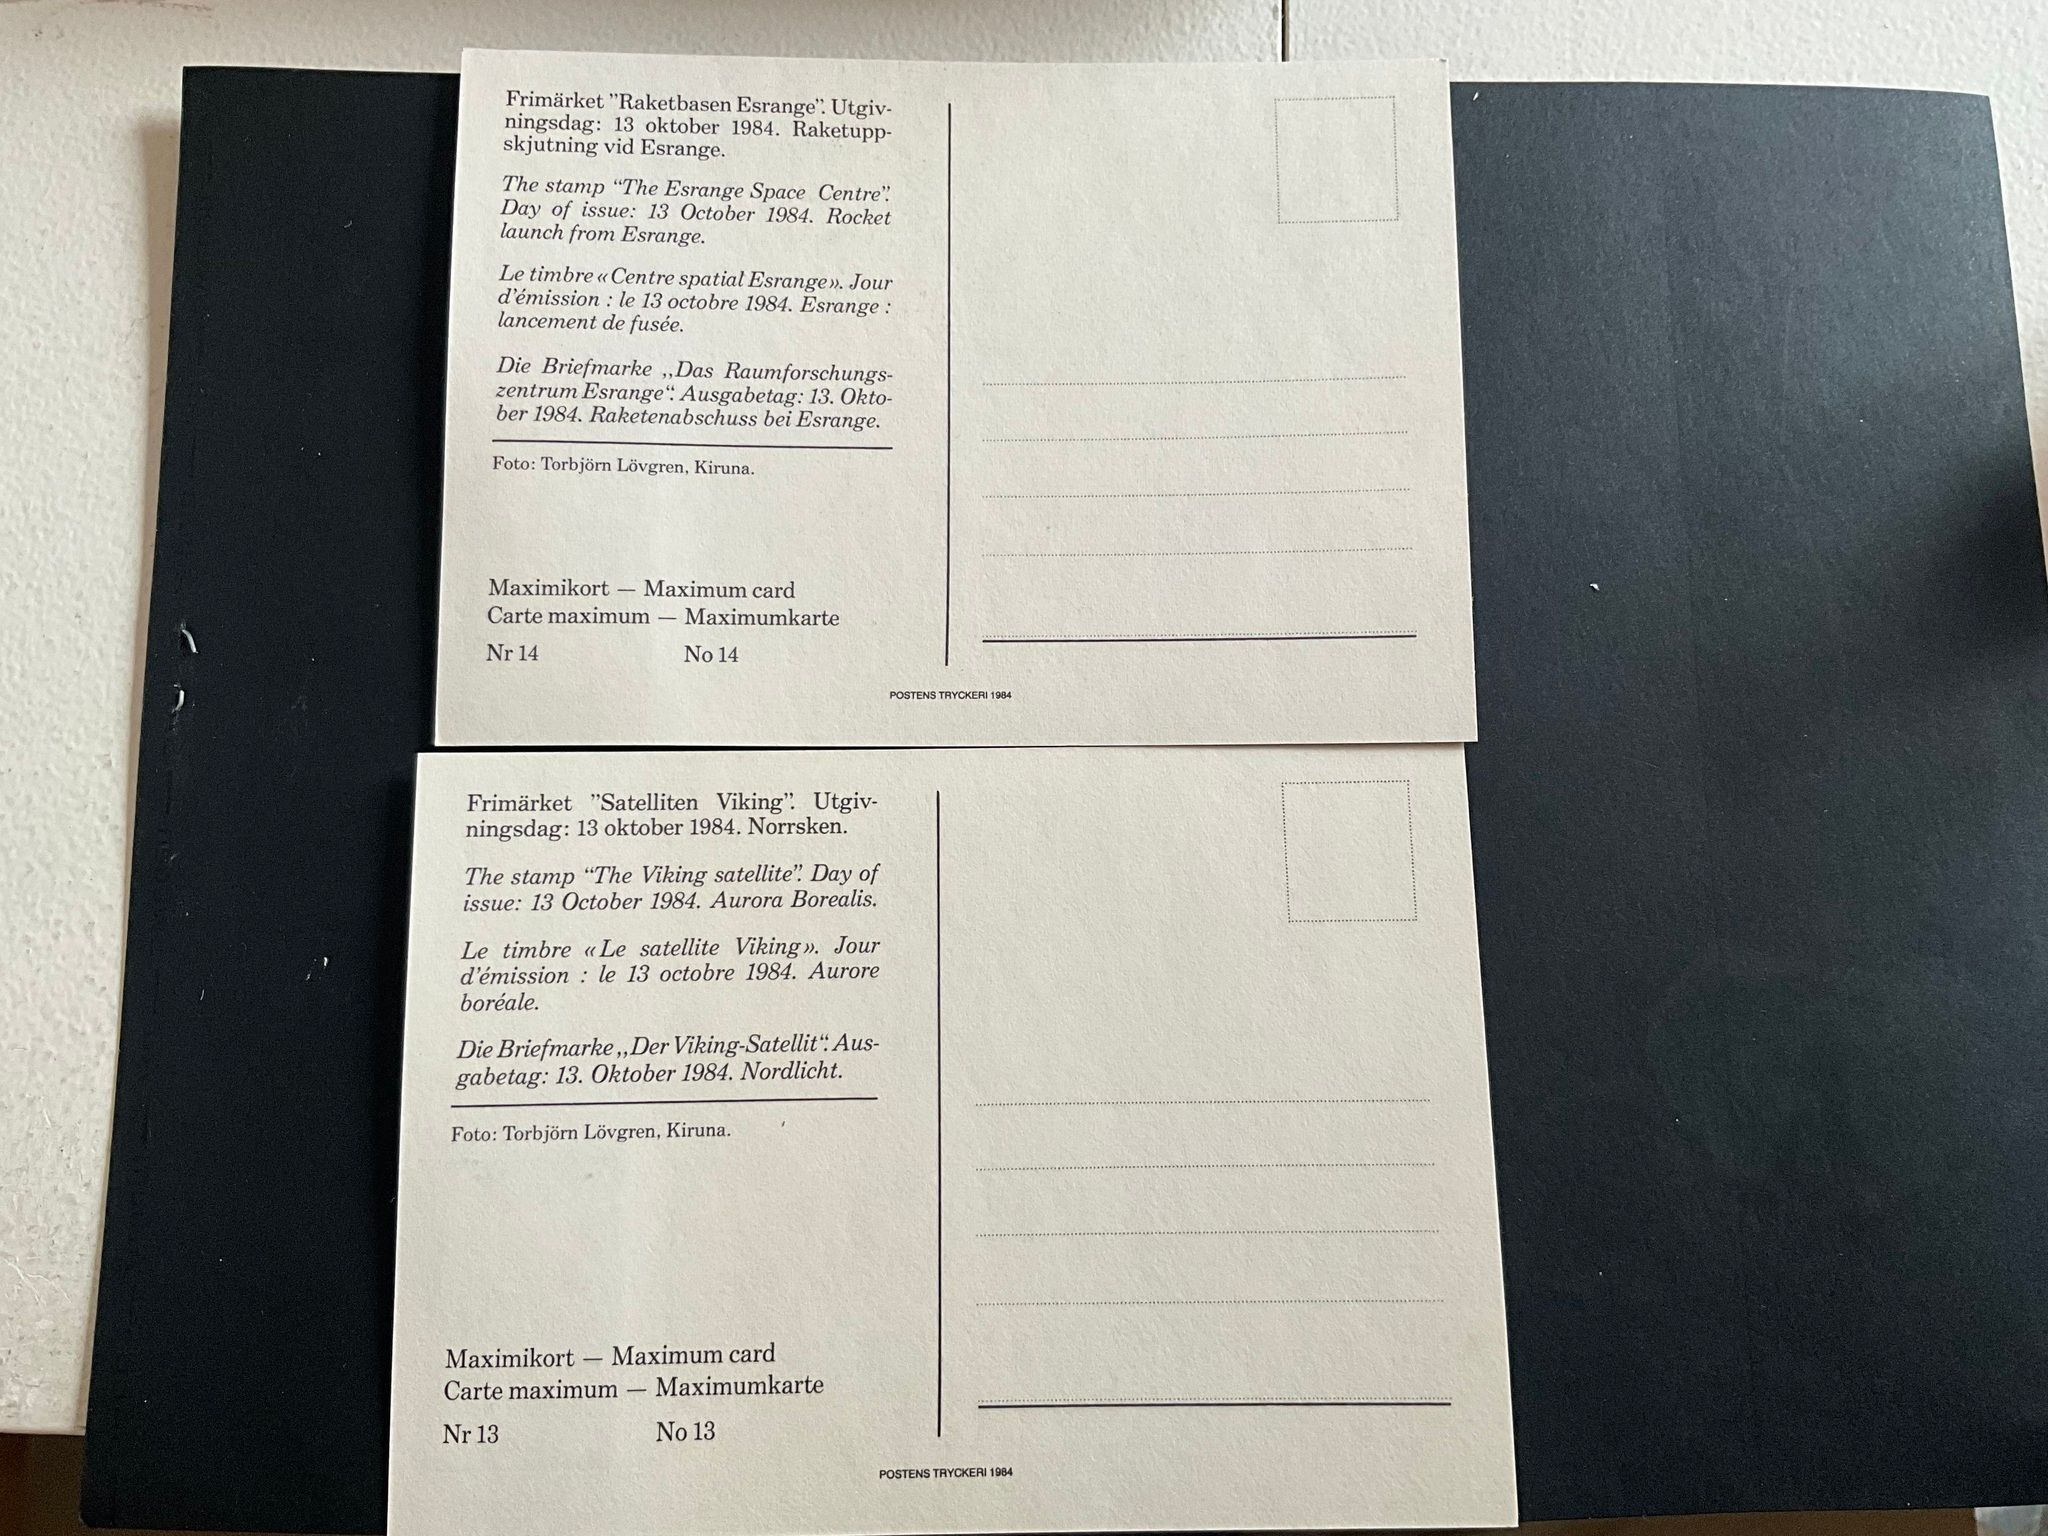 Frimärket ”Raketbasen Esrange”. Utgiv-
ningsdag: 13 oktober 1984. Raketupp-
skjutning vid Esrange.
The stamp “The Esrange Space Centre”.
Day of issue: 13 October 1984. Rocket
launch from Esrange.
Le timbre «Centre spatial Esrange». Jour
d’émission : le 13 octobre 1984. Esrange :
lancement de fusée.
Die Briefmarke „Das Raumforschungs-
zentrum Esrange“. Ausgabetag: 13. Okto-
ber 1984. Raketenabschuss bei Esrange.
Foto: Torbjörn Lövgren, Kiruna.
Maximikort — Maximum card
Carte maximum — Maximumkarte
Nr 14 No 14
POSTENS TRYCKERI 1984
Frimärket ”Satelliten Viking”. Utgiv-
ningsdag: 13 oktober 1984. Norrsken.
The stamp “The Viking satellite”. Day of
issue: 13 October 1984. Aurora Borealis.
Le timbre «Le satellite Viking». Jour
d’émission : le 13 octobre 1984. Aurore
boréale.
Die Briefmarke „Der Viking-Satellit“. Aus-
gabetag: 13. Oktober 1984. Nordlicht.
Foto: Torbjörn Lövgren, Kiruna.
Maximikort — Maximum card
Carte maximum — Maximumkarte
Nr 13 No 13
POSTENS TRYCKERI 1984